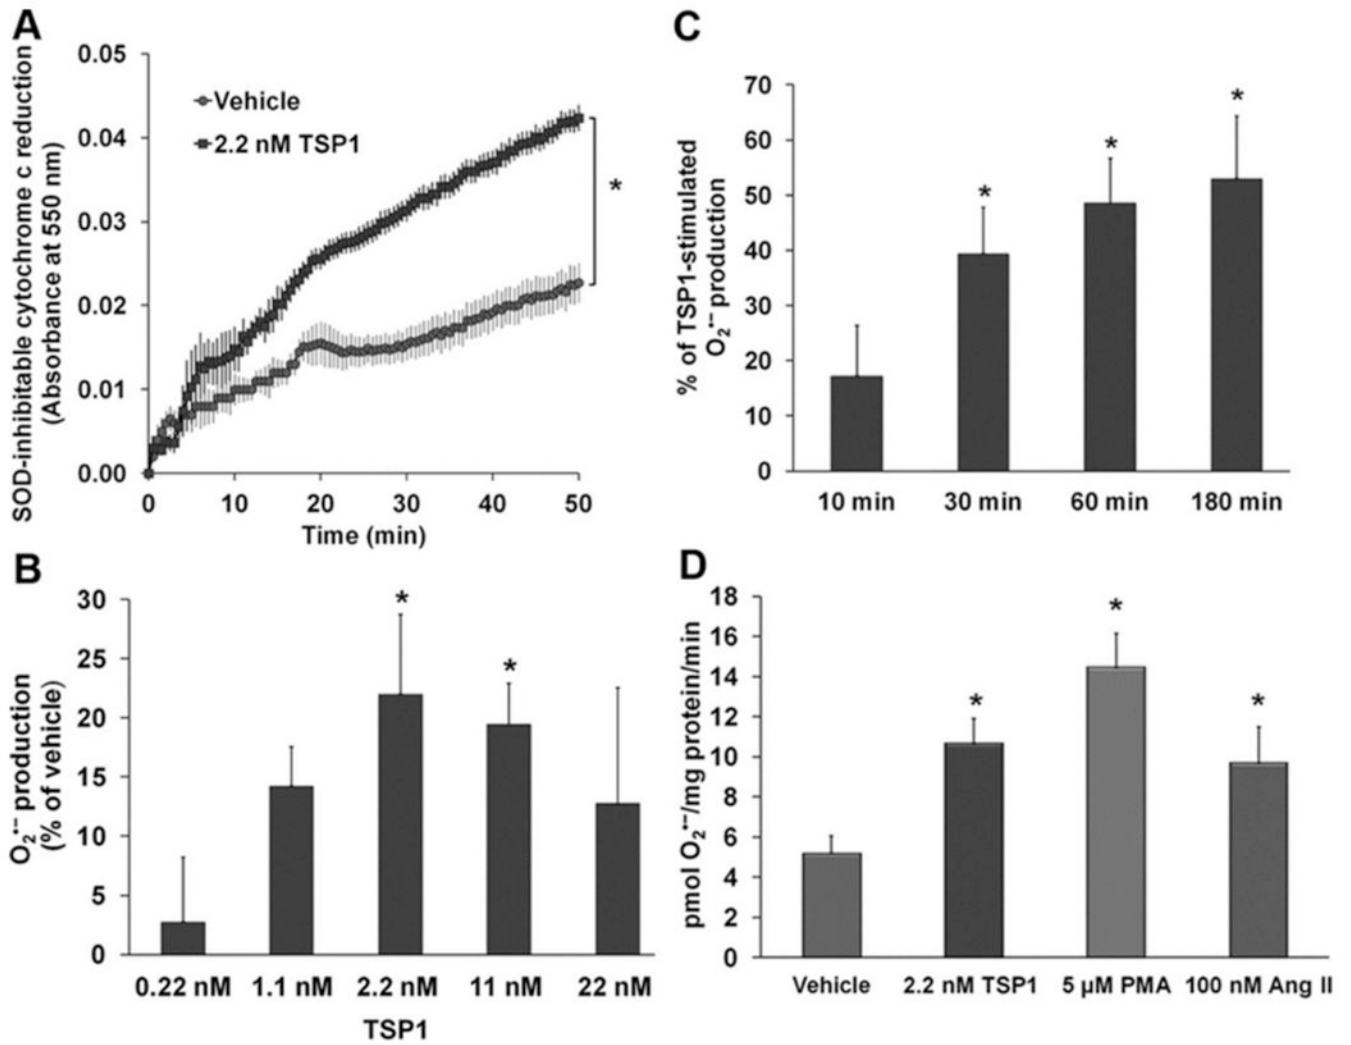 A
SOD-inhibitable cytochrome c reduction
(Absorbance at 550 nm)
0.05
0.04
0.03
0.02
0.01
0.00
Vehicle
2.2 nM TSP1
*
0 10 20 30 40 50
Time (min)
B
O2•− production
(% of vehicle)
30
25
20
15
10
5
0
* *
0.22 nM 1.1 nM 2.2 nM 11 nM 22 nM
TSP1
C
% of TSP1-stimulated
O2•− production
70
60
50
40
30
20
10
0
* * *
10 min 30 min 60 min 180 min
D
pmol O2•−/mg protein/min
18
16
14
12
10
8
6
4
2
0
* * *
Vehicle 2.2 nM TSP1 5 µM PMA 100 nM Ang II